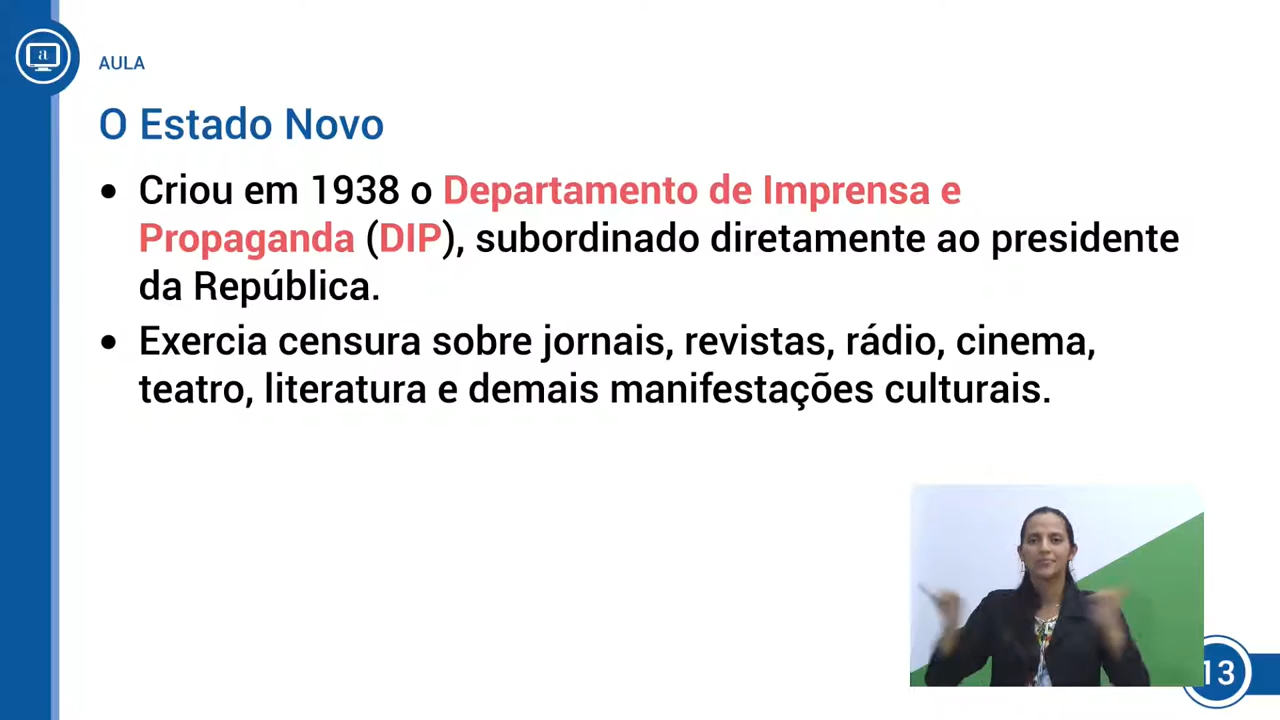 a
AULA
O Estado Novo
• Criou em 1938 o Departamento de Imprensa e
Propaganda (DIP), subordinado diretamente ao presidente
da República.
• Exercia censura sobre jornais, revistas, rádio, cinema,
teatro, literatura e demais manifestações culturais.
13